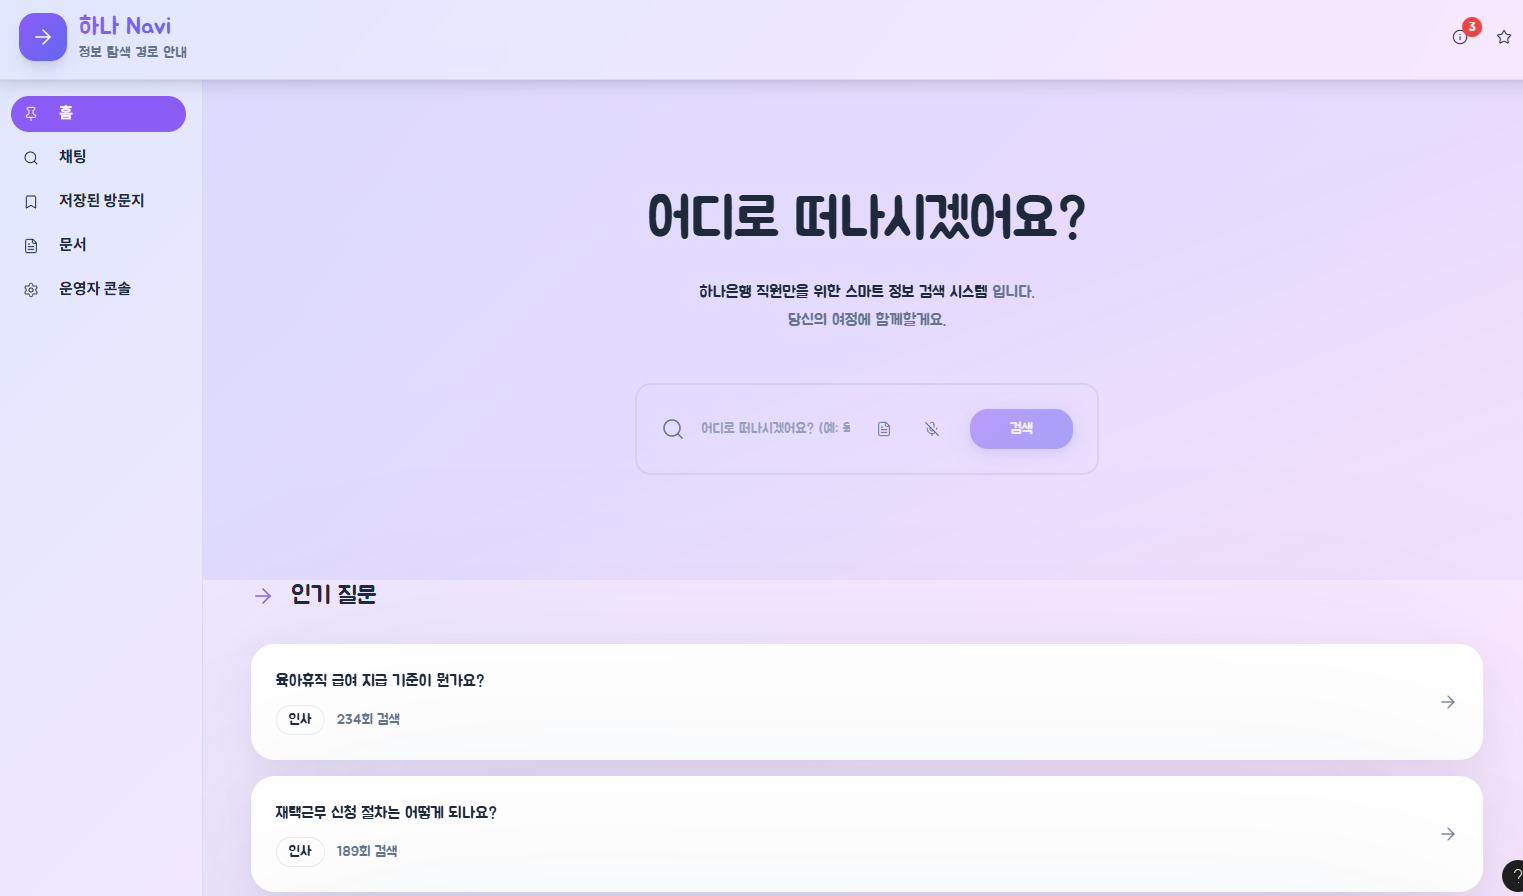 하나 Navi
정보 탐색 경로 안내
3
홈
채팅
저장된 방문지
문서
운영자 콘솔
어디로 떠나시겠어요?
하나은행 직원만을 위한 스마트 정보 검색 시스템 입니다.
당신의 여정에 함께할게요.
어디로 떠나시겠어요? (예:
검색
인기 질문
육아휴직 급여 지급 기준이 뭔가요?
인사 234회 검색
재택근무 신청 절차는 어떻게 되나요?
인사 189회 검색
?